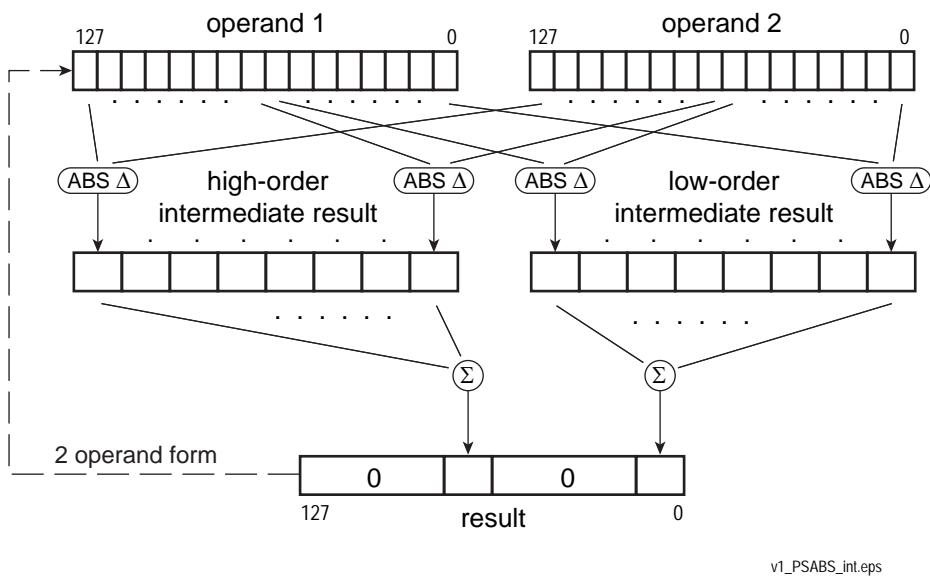 operand 1 operand 2
127 0 127 0
ABS Δ high-order intermediate result ABS Δ ABS Δ low-order intermediate result ABS Δ
Σ Σ
2 operand form
0 0
127 result 0
v1_PSABS_int.eps